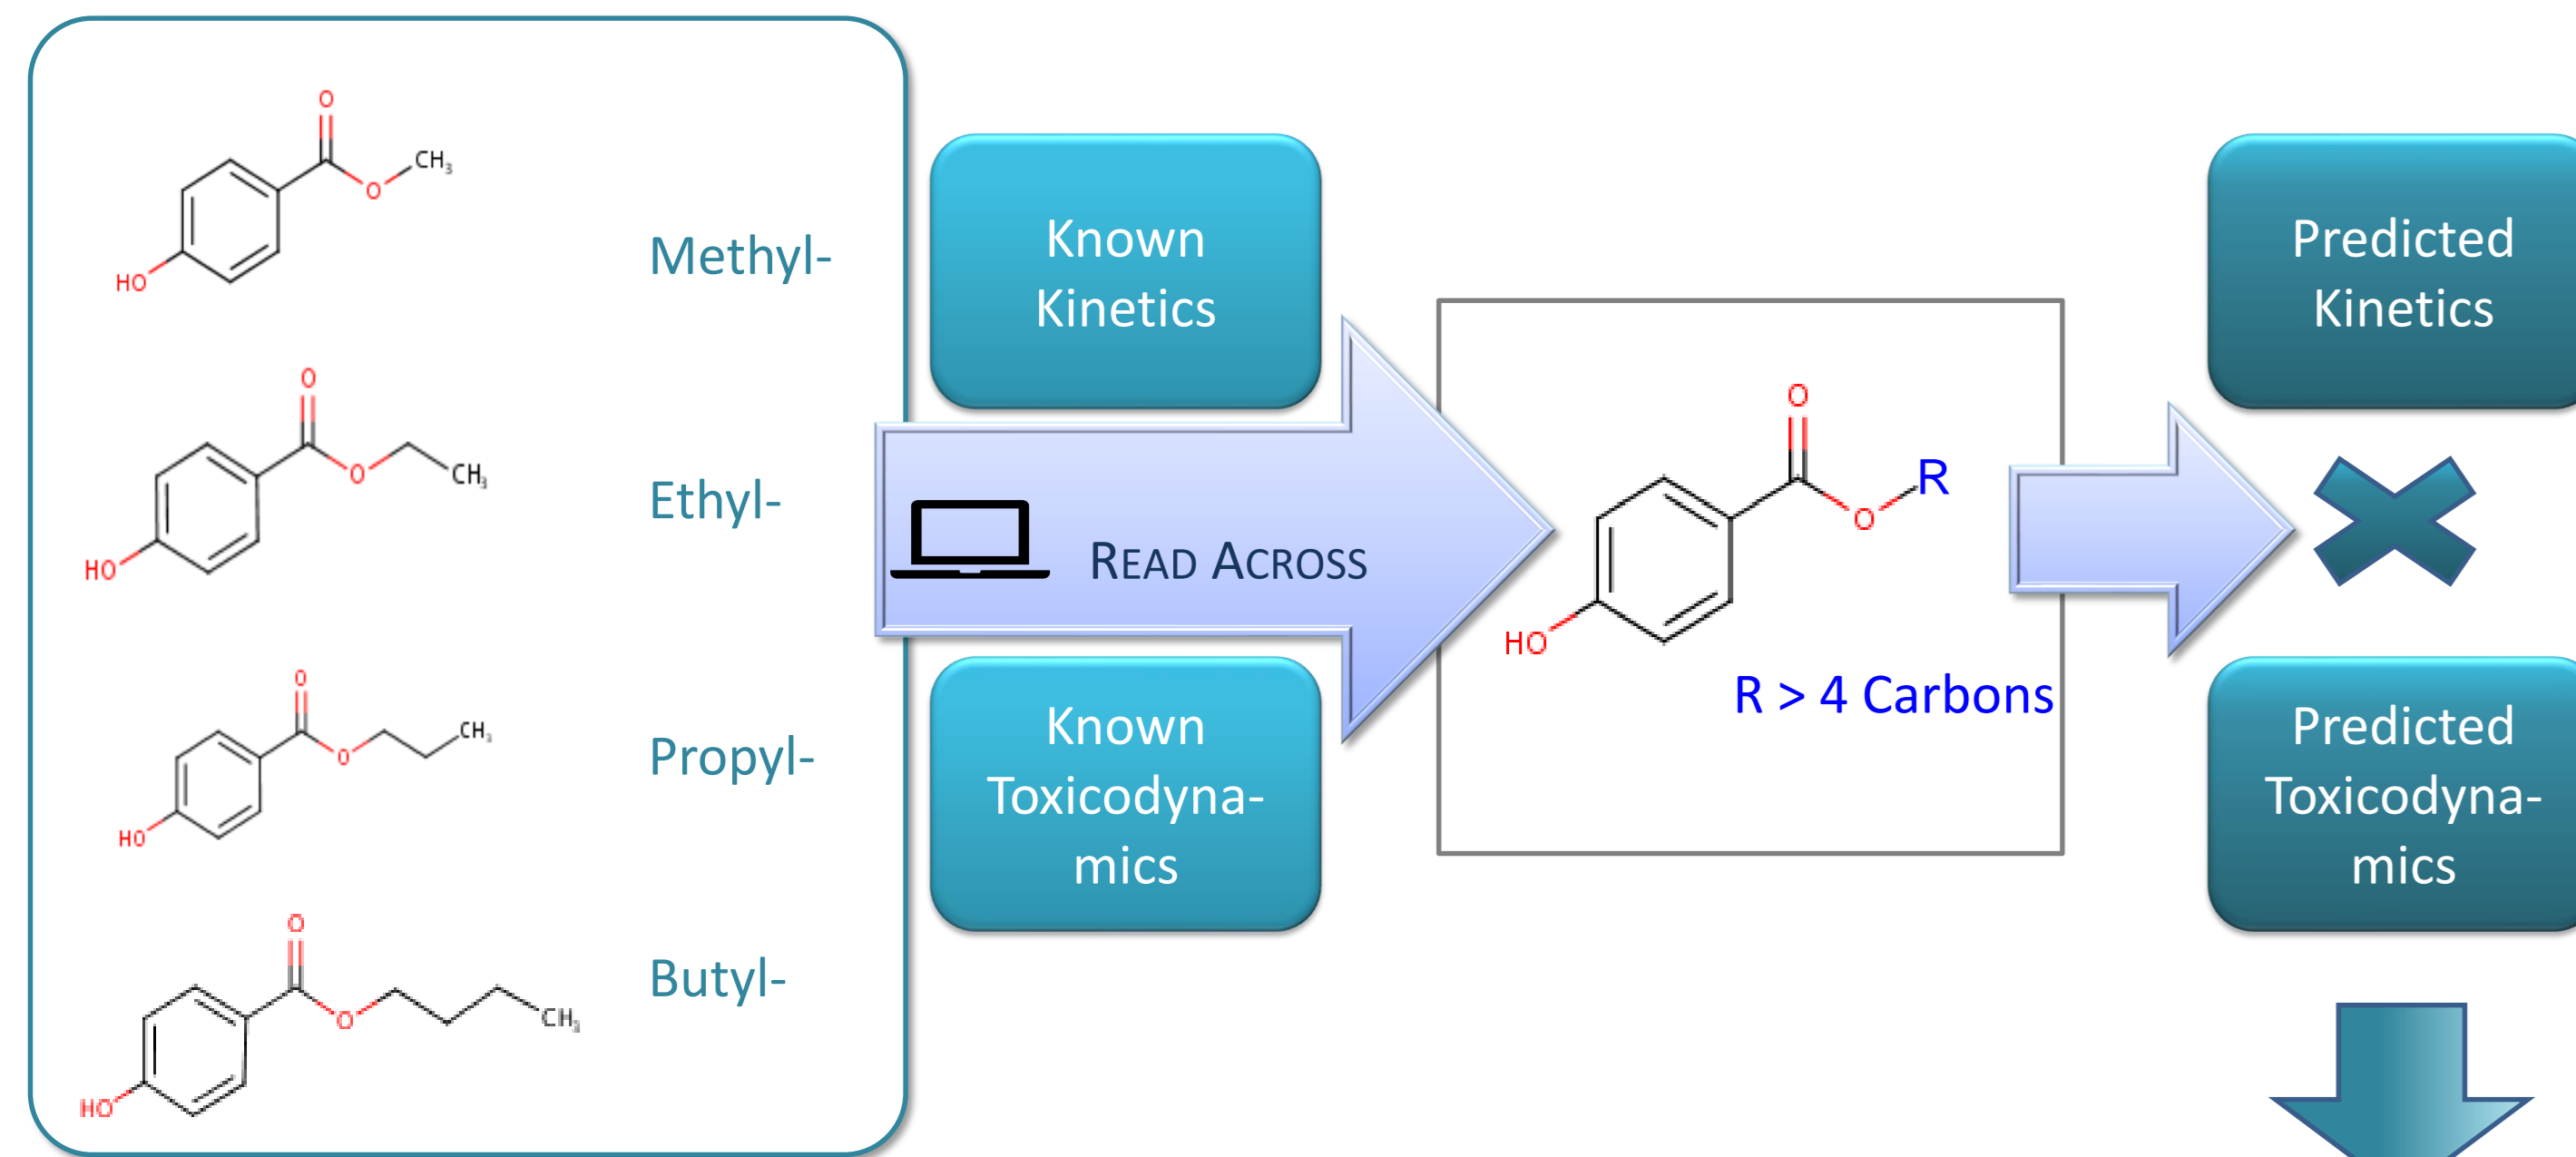 O
CH₃
O
HO
Methyl-
O
O
CH₃
HO
Ethyl-
O
CH₃
O
HO
Propyl-
O
O
CH₃
HO
Butyl-
Known
Kinetics
READ ACROSS
Known
Toxicodyna-
mics
O
R
O
HO
R > 4 Carbons
Predicted
Kinetics
Predicted
Toxicodyna-
mics